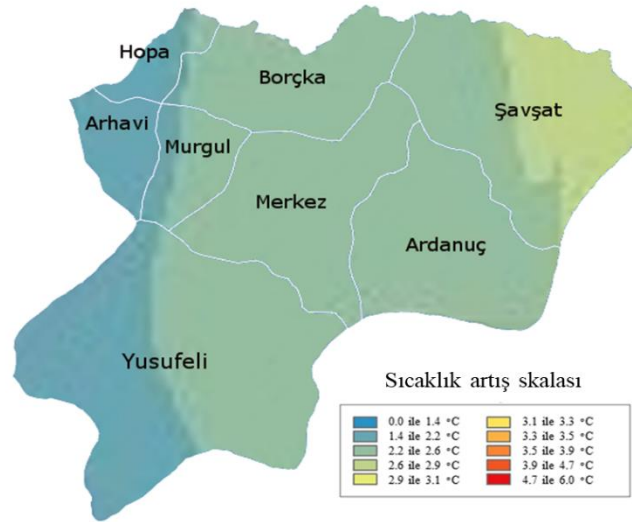 Hopa
Borçka
Şavşat
Arhavi
Murgul
Merkez
Ardanuç
Yusufeli
Sıcaklık artış skalası
0.0 ile 1.4 °C
1.4 ile 2.2 °C
2.2 ile 2.6 °C
2.6 ile 2.9 °C
2.9 ile 3.1 °C
3.1 ile 3.3 °C
3.3 ile 3.5 °C
3.5 ile 3.9 °C
3.9 ile 4.7 °C
4.7 ile 6.0 °C